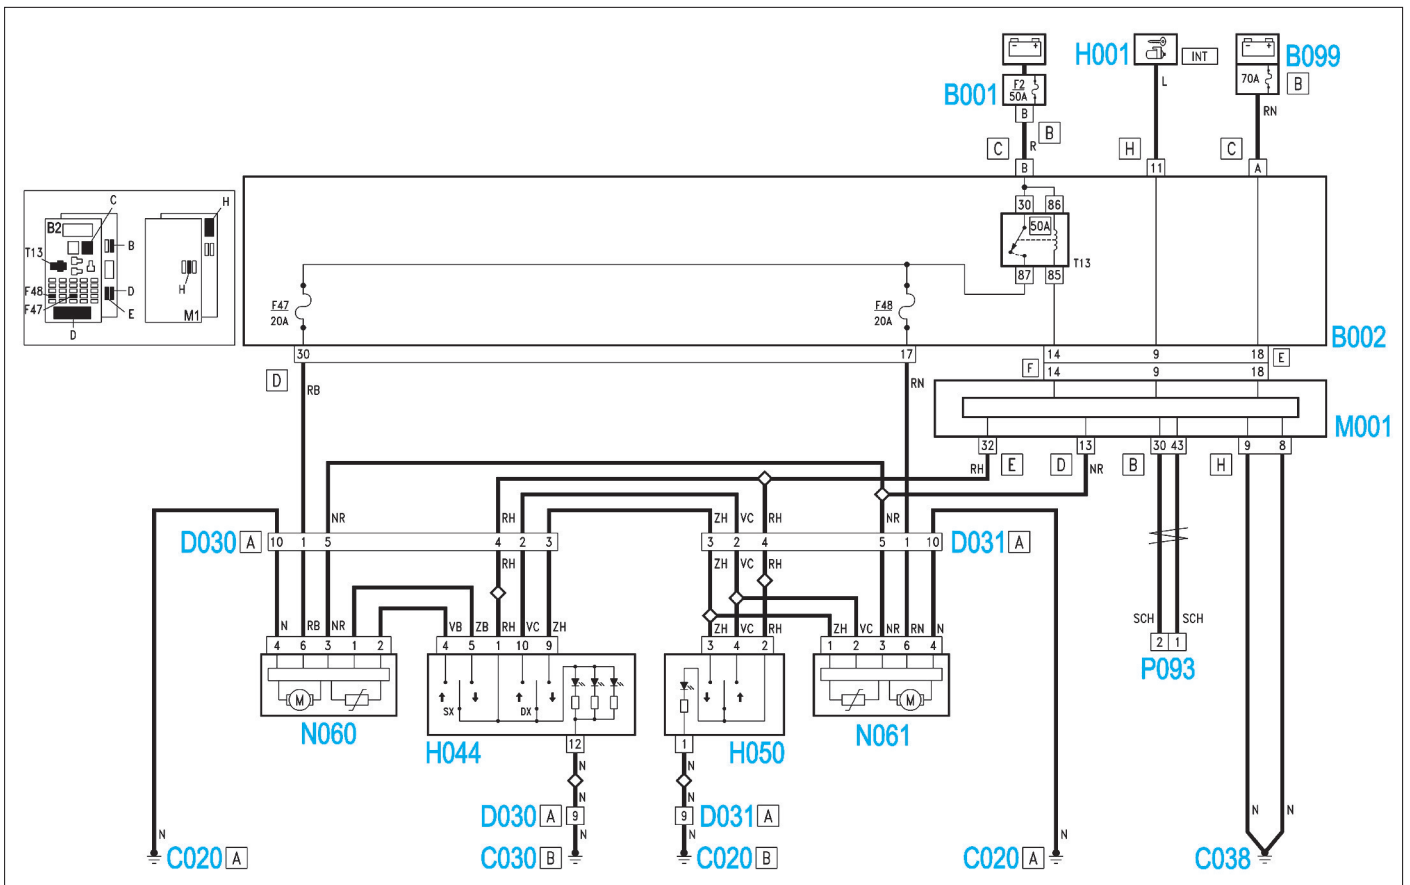 H001 INT B099
B001 F2 50A 70A B
B L RN
B R
C B H 11 C A
C H
B2 B
T13 H
F48 D
F47 E M1
D
30 86
50A
87 85 T13
F47 20A F48 20A
B002
30 17 14 9 18 E
D F 14 9 18
RB RN
M001
32 13 30 43 9 8
RH E D NR B H
NR RH ZH VC RH NR
D030 A 10 1 5 4 2 3 3 2 4 5 1 10 D031 A
RH ZH VC RH
SCH SCH
N RB NR VB ZB RH VC ZH ZH VC RH ZH VC NR RN N
4 6 3 1 2 4 5 1 10 9 3 4 2 1 2 3 6 4
2 1
P093
M SX DX M
N060 H044 12 1 H050 N061
N N
N N
D030 A 9 9 D031 A
N N N N N N
C020 A C030 B C020 B C020 A C038